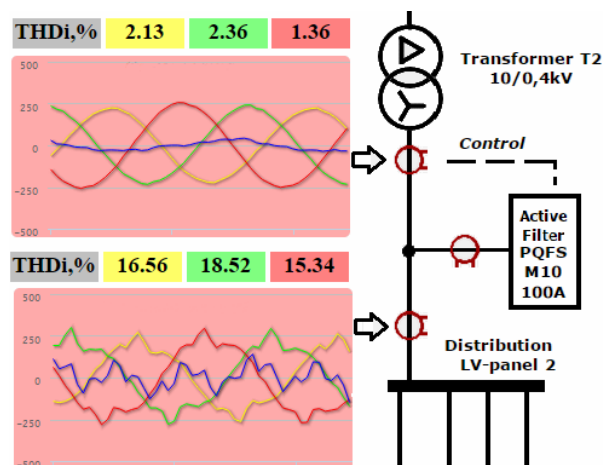 THDi,% 2.13 2.36 1.36
500
250
0
-250
-500
Transformer T2
10/0,4kV
Control
Active
Filter
PQFS
M10
100A
THDi,% 16.56 18.52 15.34
500
250
0
-250
-500
Distribution
LV-panel 2